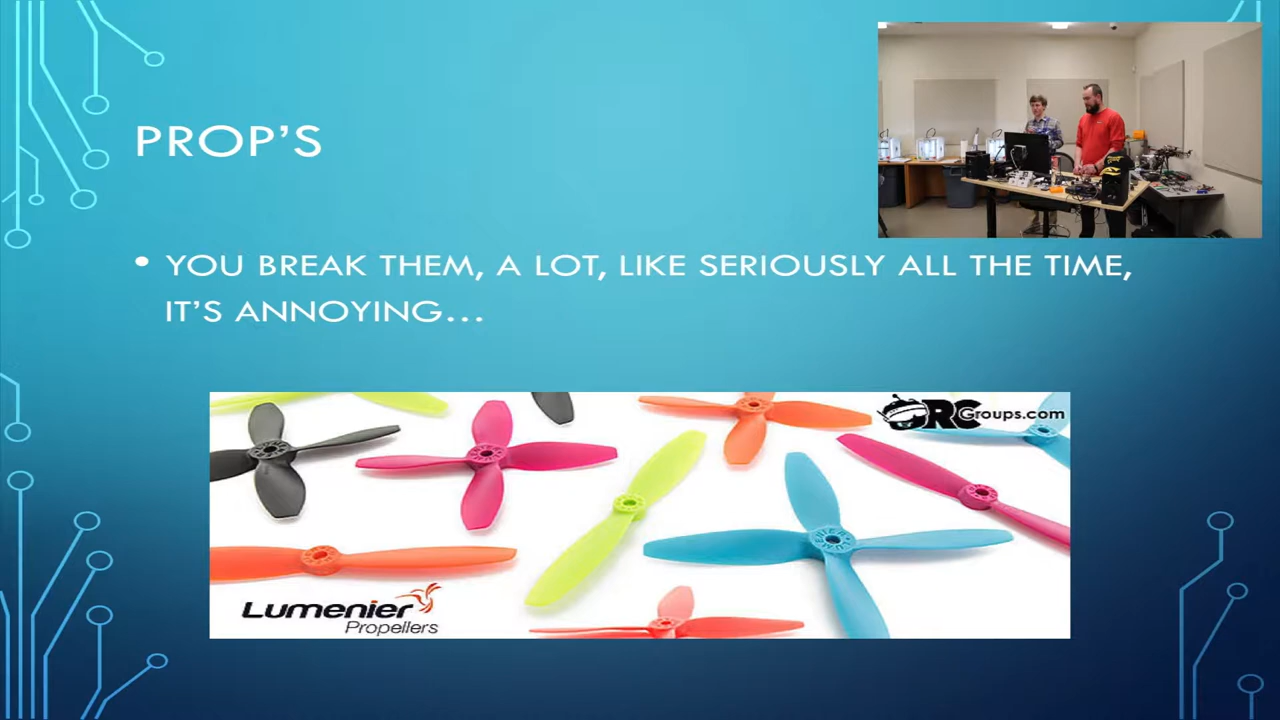 PROP'S
• YOU BREAK THEM, A LOT, LIKE SERIOUSLY ALL THE TIME,
IT'S ANNOYING...
RCGroups.com
Lumenier
Propellers